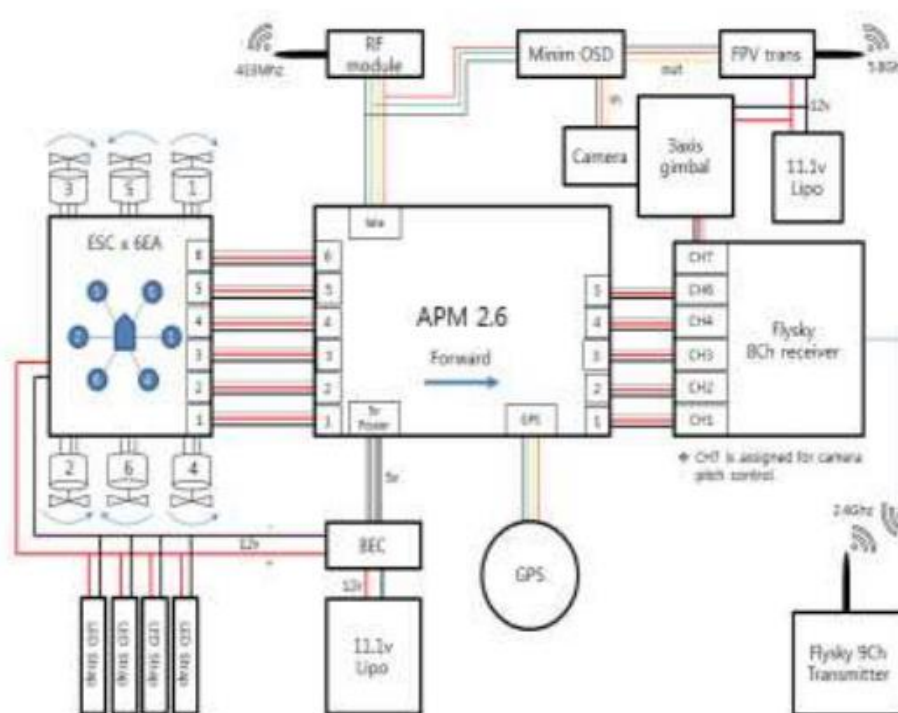 RF
module
433Mhz
Minim OSD
FPV trans
5.8Ghz
out
in
12v
Camera
3axis
gimbal
11.1v
Lipo
3
5
1
ESC x 6EA
6
5
4
3
2
1
6
5
4
3
2
1
APM 2.6
Forward
5v
Power
GPS
5
4
3
2
1
CH7
CH6
CH4
CH3
CH2
CH1
Flysky
8Ch receiver
※ CH7 is assigned for camera
pitch control.
2
6
4
5v
12v
BEC
12v
11.1v
Lipo
GPS
2.4Ghz
Flysky 9Ch
Transmitter
LED Strip
LED Strip
LED Strip
LED Strip